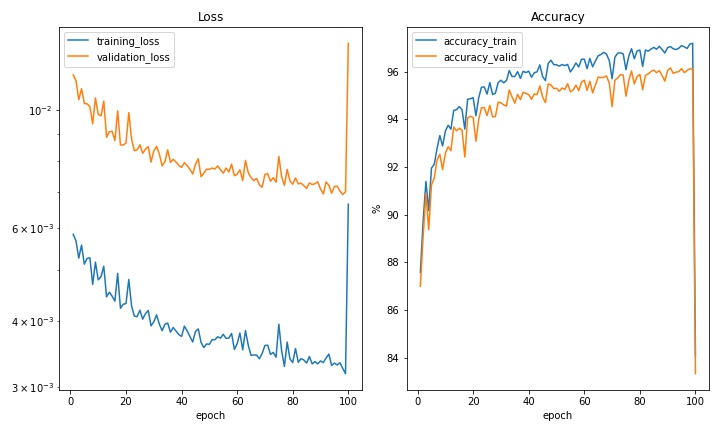 Loss
training_loss
validation_loss
10⁻²
6 × 10⁻³
4 × 10⁻³
3 × 10⁻³
0 20 40 60 80 100
epoch
Accuracy
accuracy_train
accuracy_valid
%
96
94
92
90
88
86
84
0 20 40 60 80 100
epoch